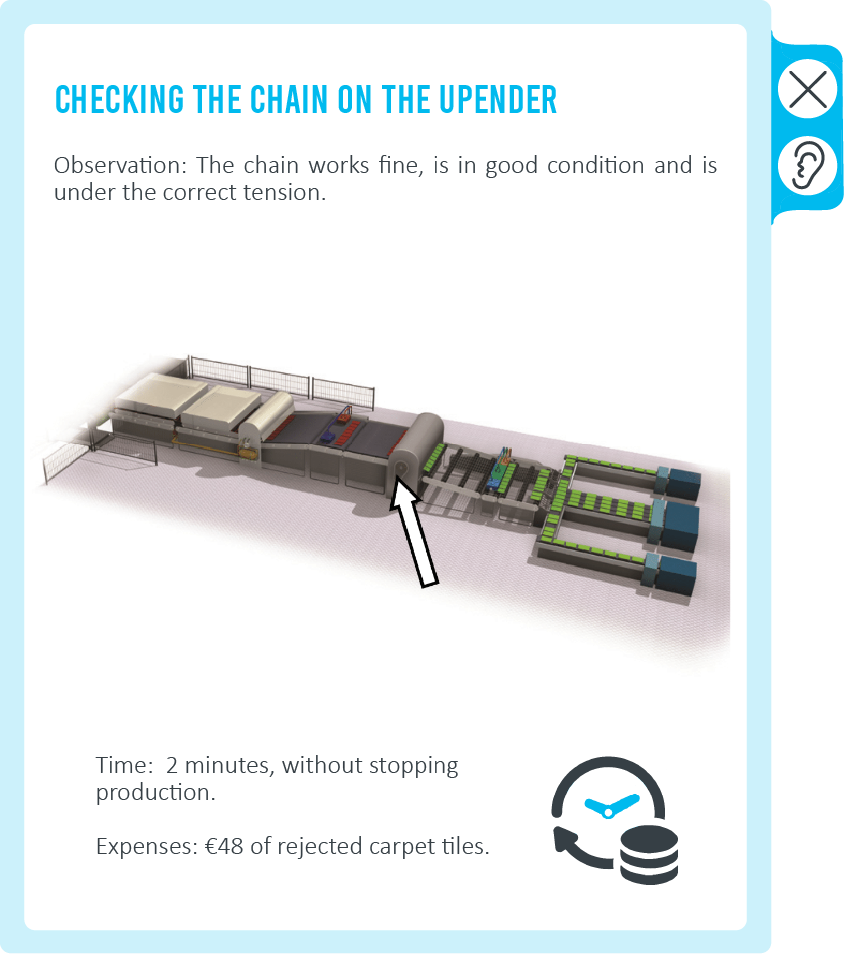 CHECKING THE CHAIN ON THE UPENDER
Observation: The chain works fine, is in good condition and is
under the correct tension.
Time:  2 minutes, without stopping
production.
Expenses: €48 of rejected carpet tiles.